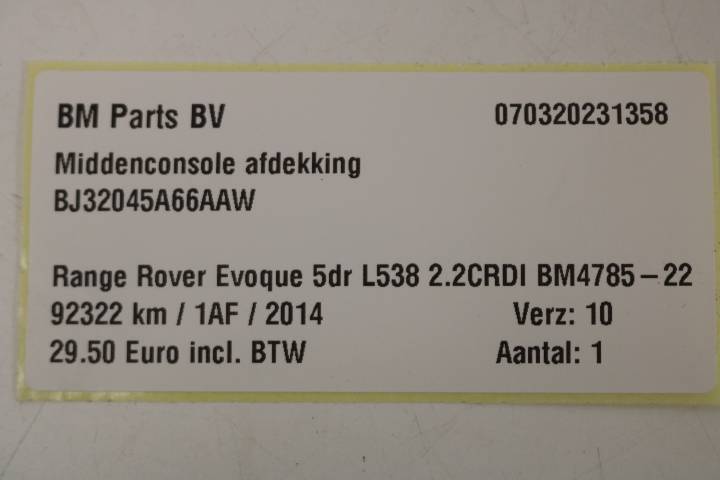 BM Parts BV 070320231358
Middenconsole afdekking
BJ32045A66AAW
Range Rover Evoque 5dr L538 2.2CRDI BM4785-22
92322 km / 1AF / 2014 Verz: 10
29.50 Euro incl. BTW Aantal: 1